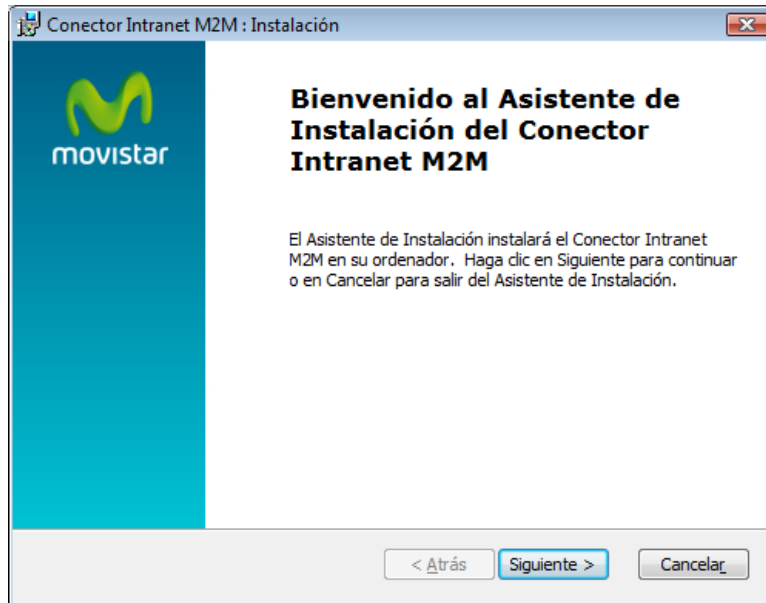 Conector Intranet M2M : Instalación
movistar
Bienvenido al Asistente de
Instalación del Conector
Intranet M2M
El Asistente de Instalación instalará el Conector Intranet
M2M en su ordenador. Haga clic en Siguiente para continuar
o en Cancelar para salir del Asistente de Instalación.
< Atrás Siguiente > Cancelar